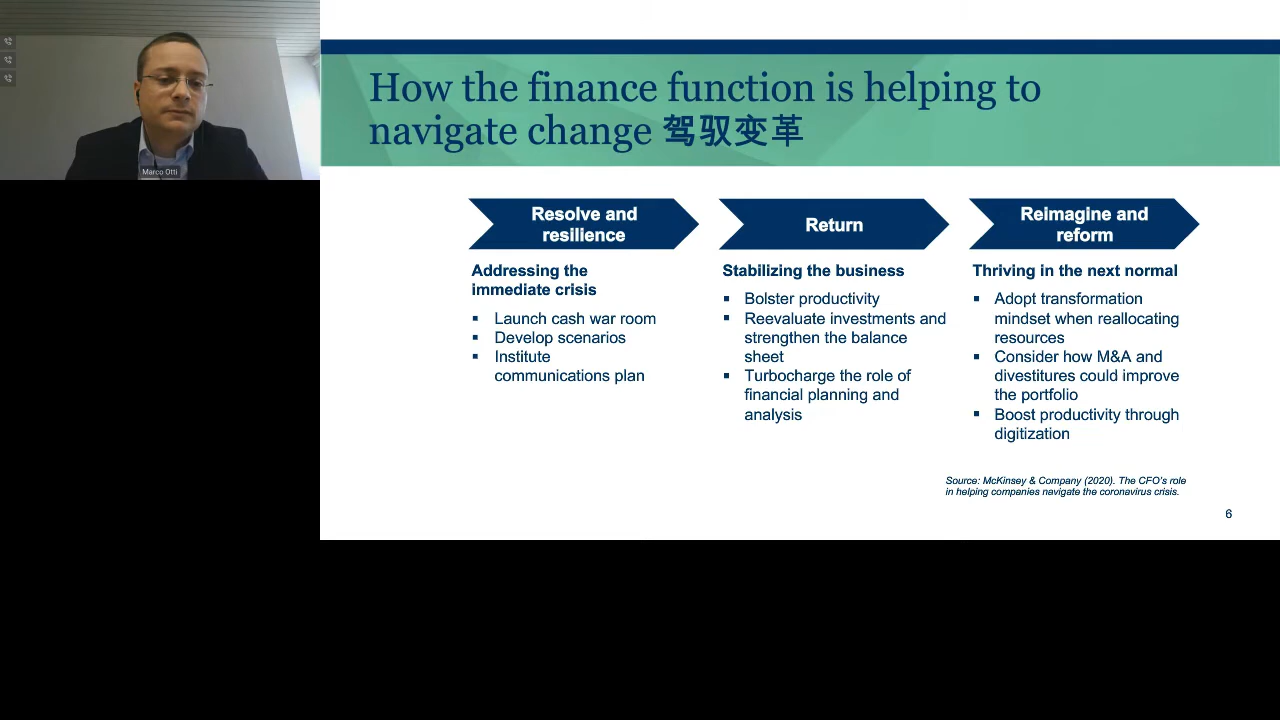 Marco Otti
How the finance function is helping to
navigate change 驾驭变革
Resolve and
resilience
Addressing the
immediate crisis
▪ Launch cash war room
▪ Develop scenarios
▪ Institute
communications plan
Return
Stabilizing the business
▪ Bolster productivity
▪ Reevaluate investments and
strengthen the balance
sheet
▪ Turbocharge the role of
financial planning and
analysis
Reimagine and
reform
Thriving in the next normal
▪ Adopt transformation
mindset when reallocating
resources
▪ Consider how M&A and
divestitures could improve
the portfolio
▪ Boost productivity through
digitization
Source: McKinsey & Company (2020). The CFO's role
in helping companies navigate the coronavirus crisis.
6